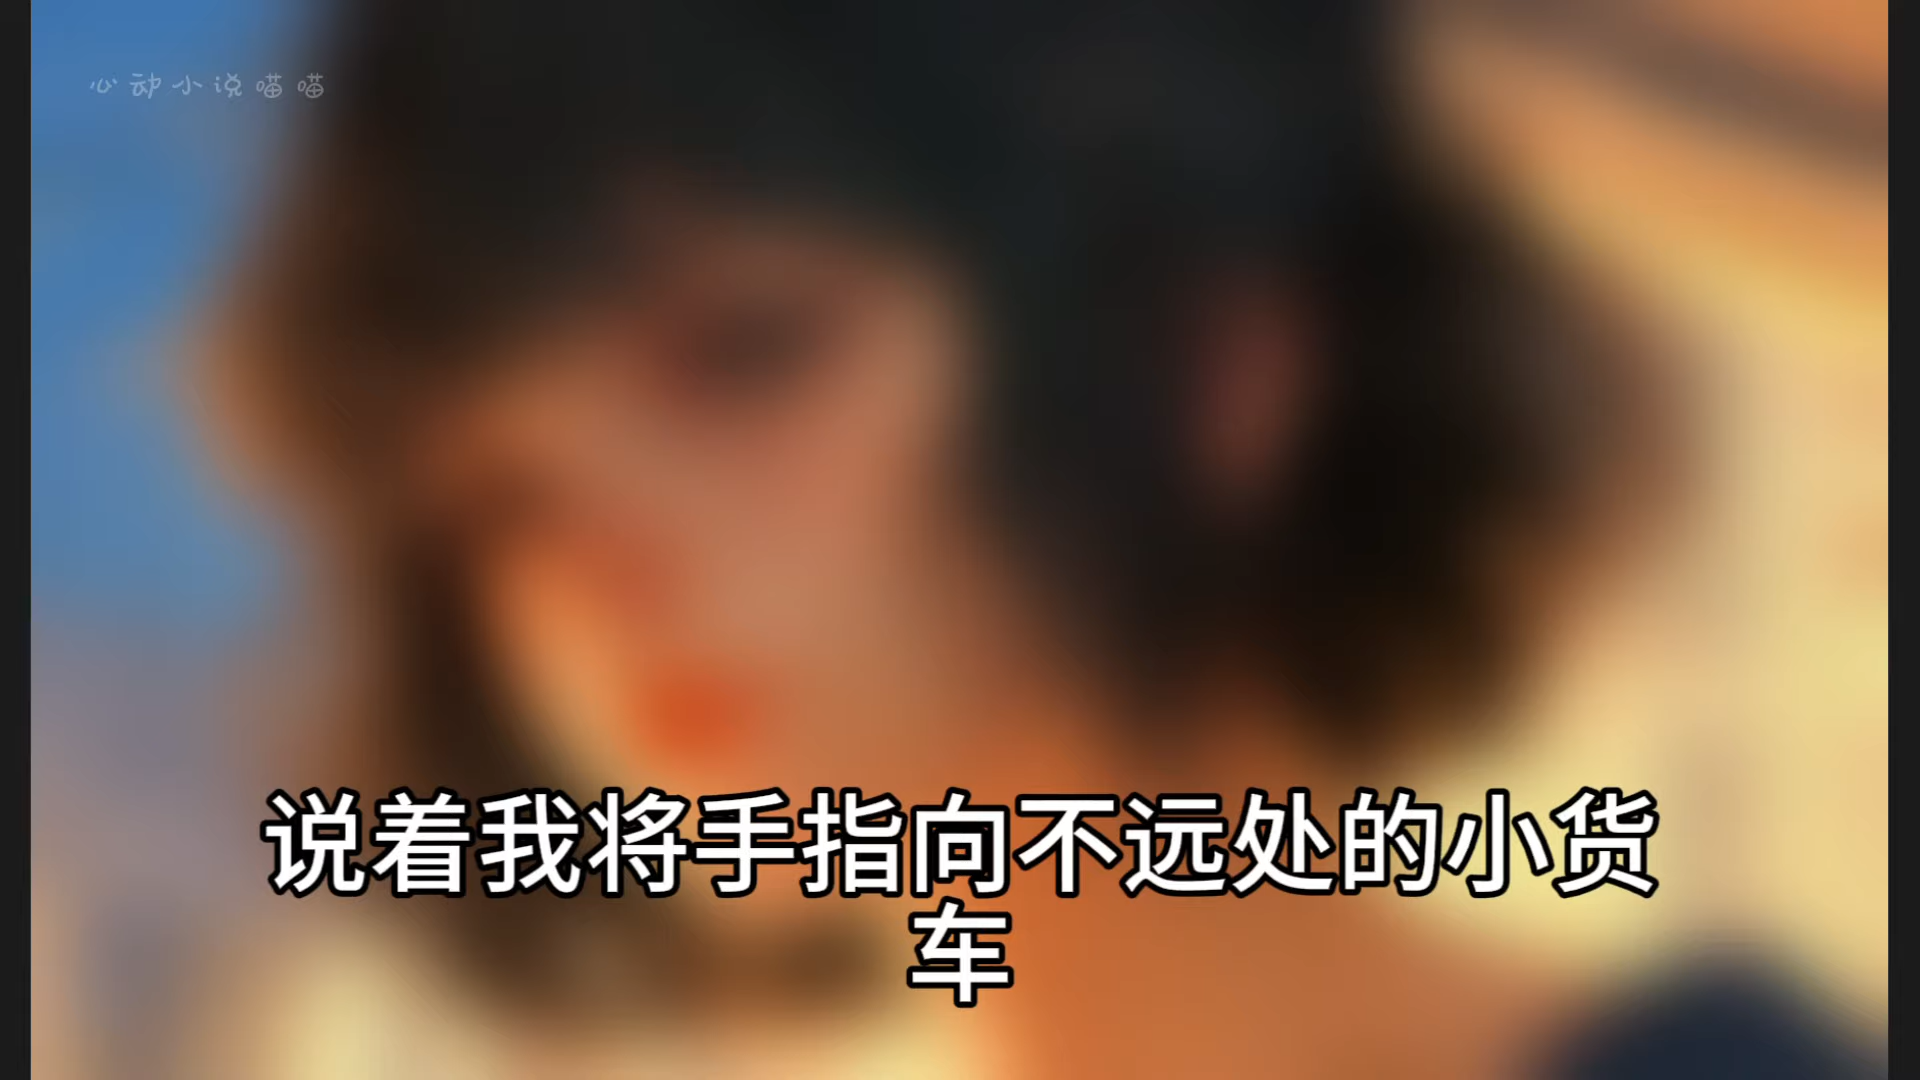 心动小说喵喵
说着我将手指向不远处的小货
车